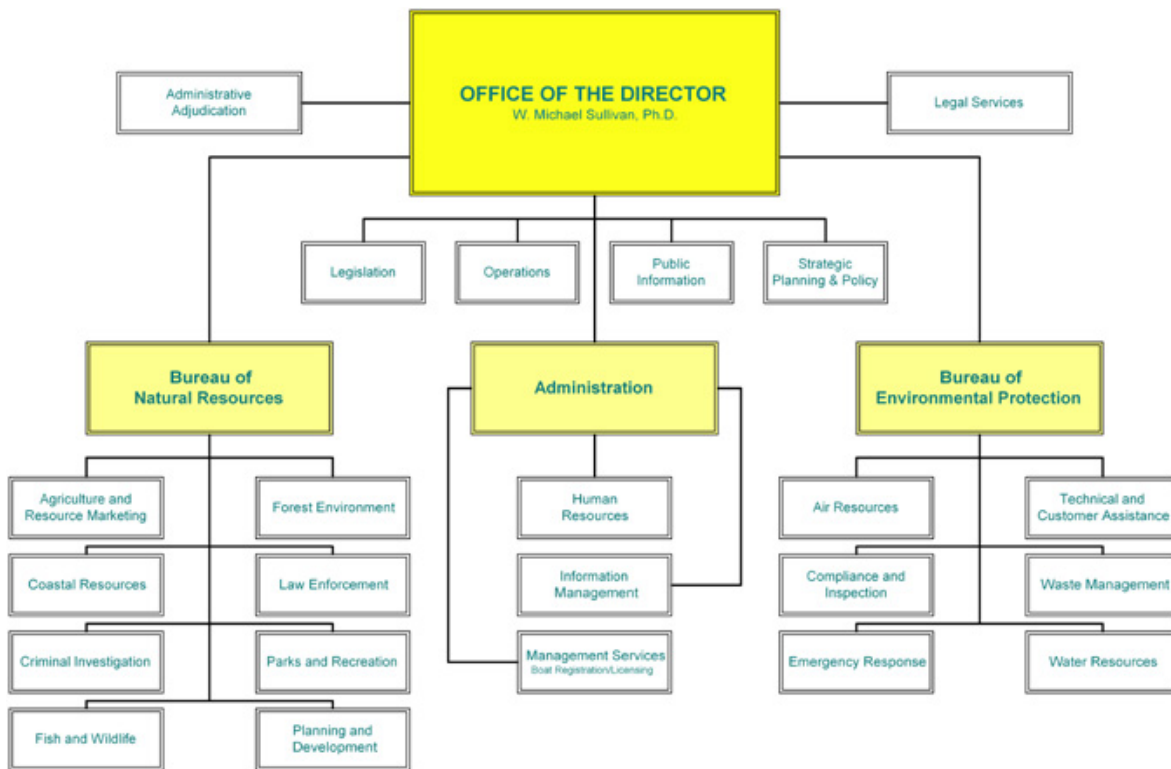 OFFICE OF THE DIRECTOR
W. Michael Sullivan, Ph.D.
Administrative
Adjudication
Legal Services
Legislation
Operations
Public
Information
Strategic
Planning & Policy
Bureau of
Natural Resources
Administration
Bureau of
Environmental Protection
Agriculture and
Resource Marketing
Forest Environment
Coastal Resources
Law Enforcement
Criminal Investigation
Parks and Recreation
Fish and Wildlife
Planning and
Development
Human
Resources
Information
Management
Management Services
Boat Registration/Licensing
Air Resources
Technical and
Customer Assistance
Compliance and
Inspection
Waste Management
Emergency Response
Water Resources